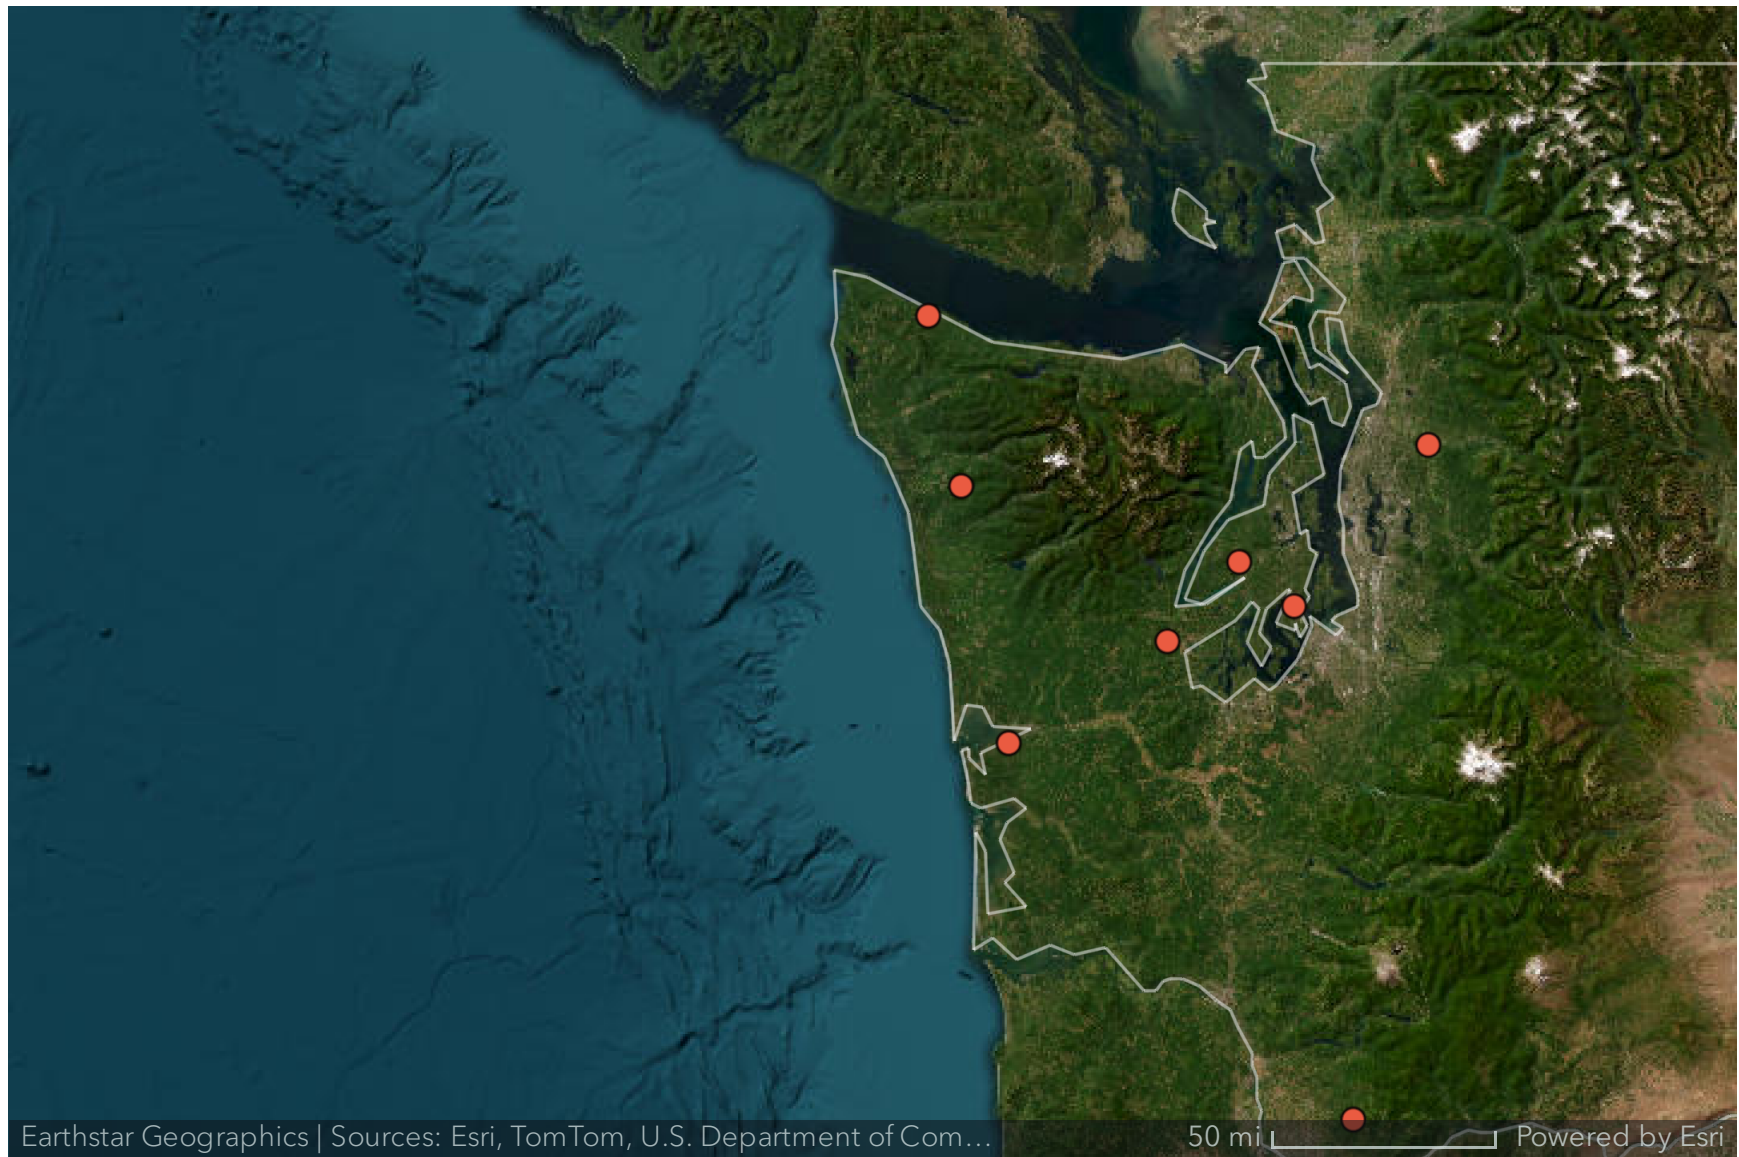 Earthstar Geographics | Sources: Esri, TomTom, U.S. Department of Com…
50 mi
Powered by Esri